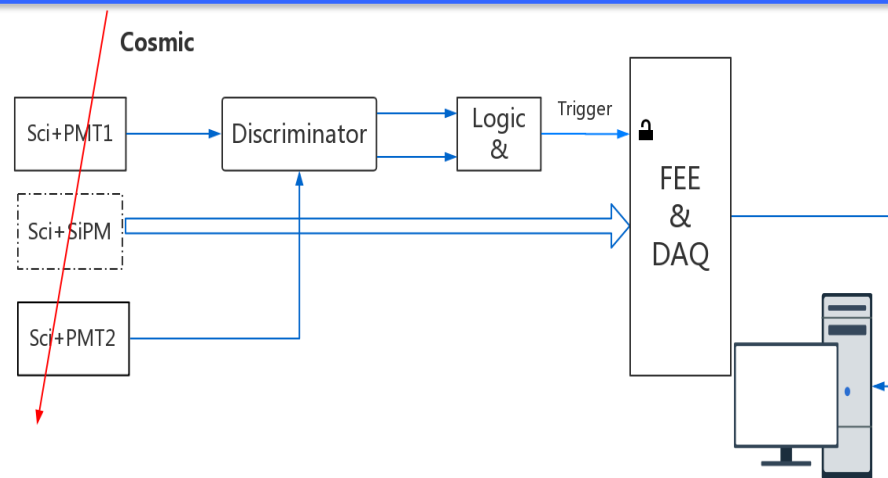 Cosmic
Sci+PMT1
Discriminator
Logic
&
Trigger
Sci+SiPM
FEE
&
DAQ
Sci+PMT2